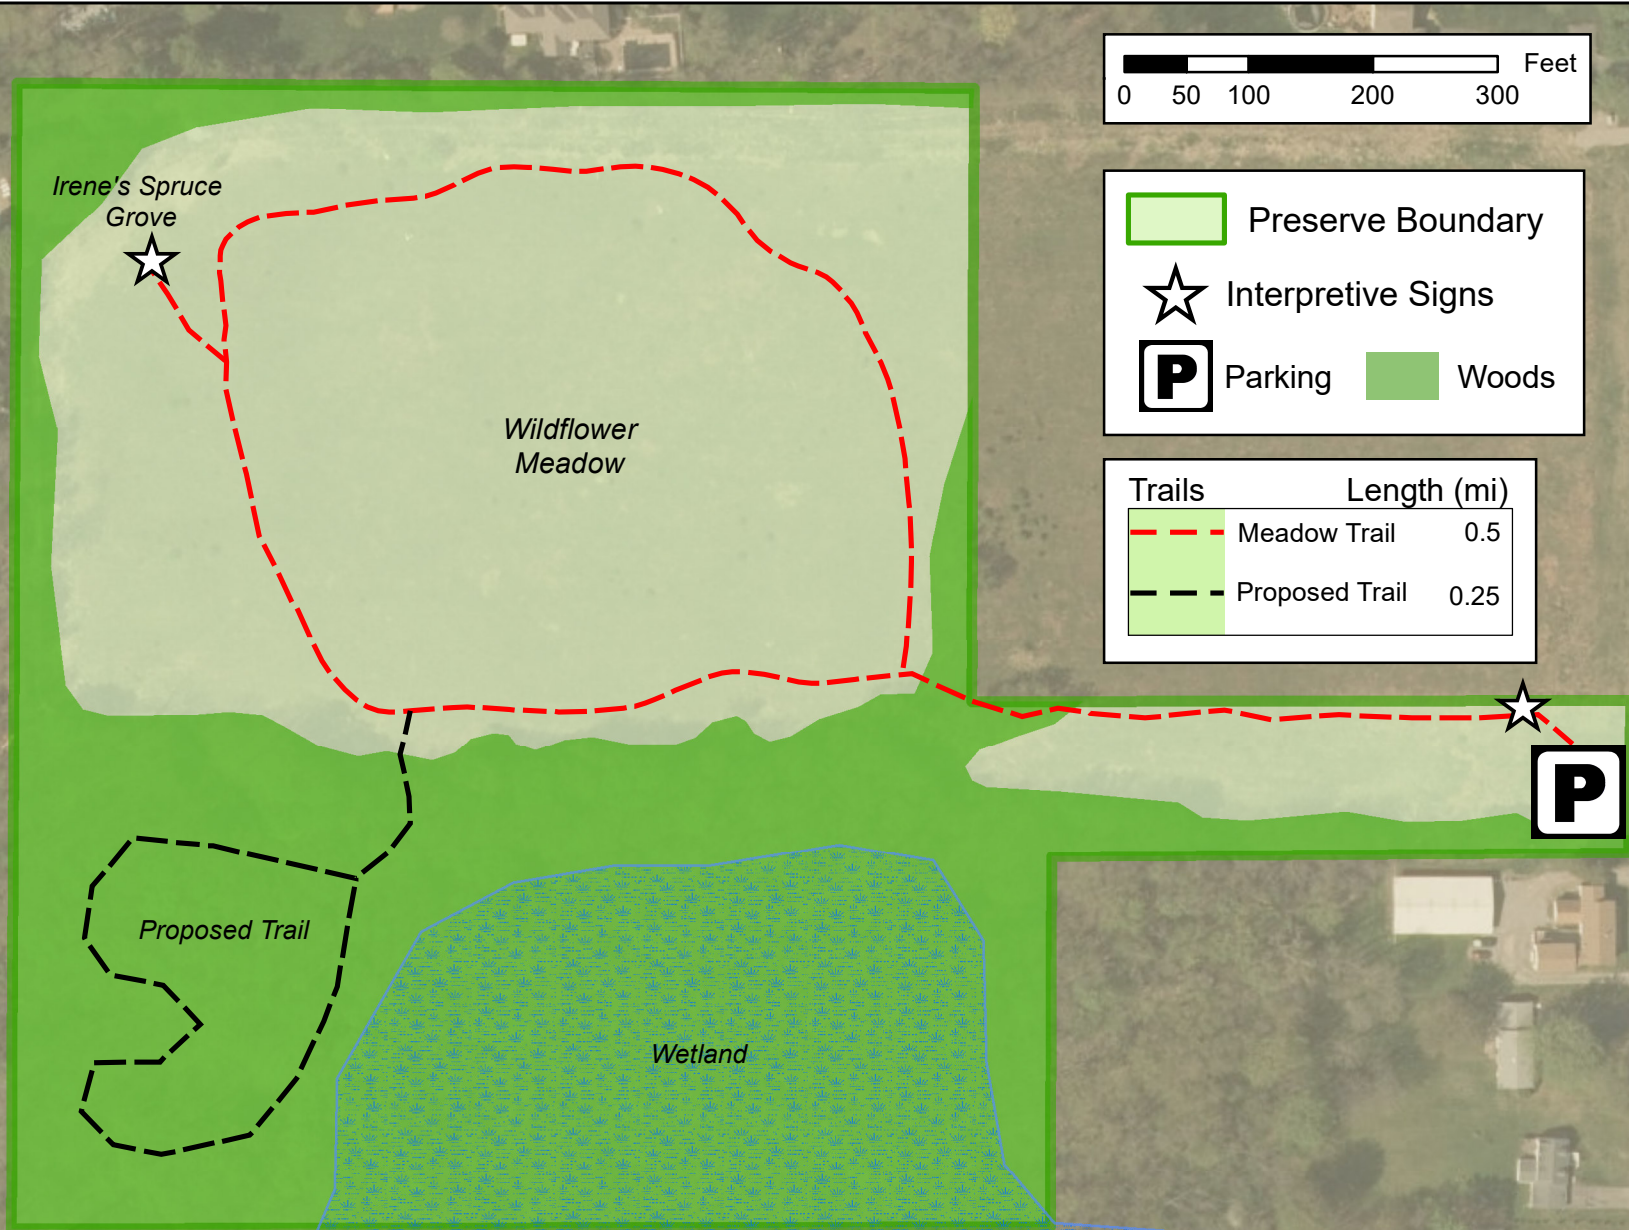 Feet
0 50 100 200 300
Irene's Spruce
Grove
Preserve Boundary
Interpretive Signs
P Parking Woods
Wildflower
Meadow
Trails Length (mi)
Meadow Trail 0.5
Proposed Trail 0.25
P
Proposed Trail
Wetland